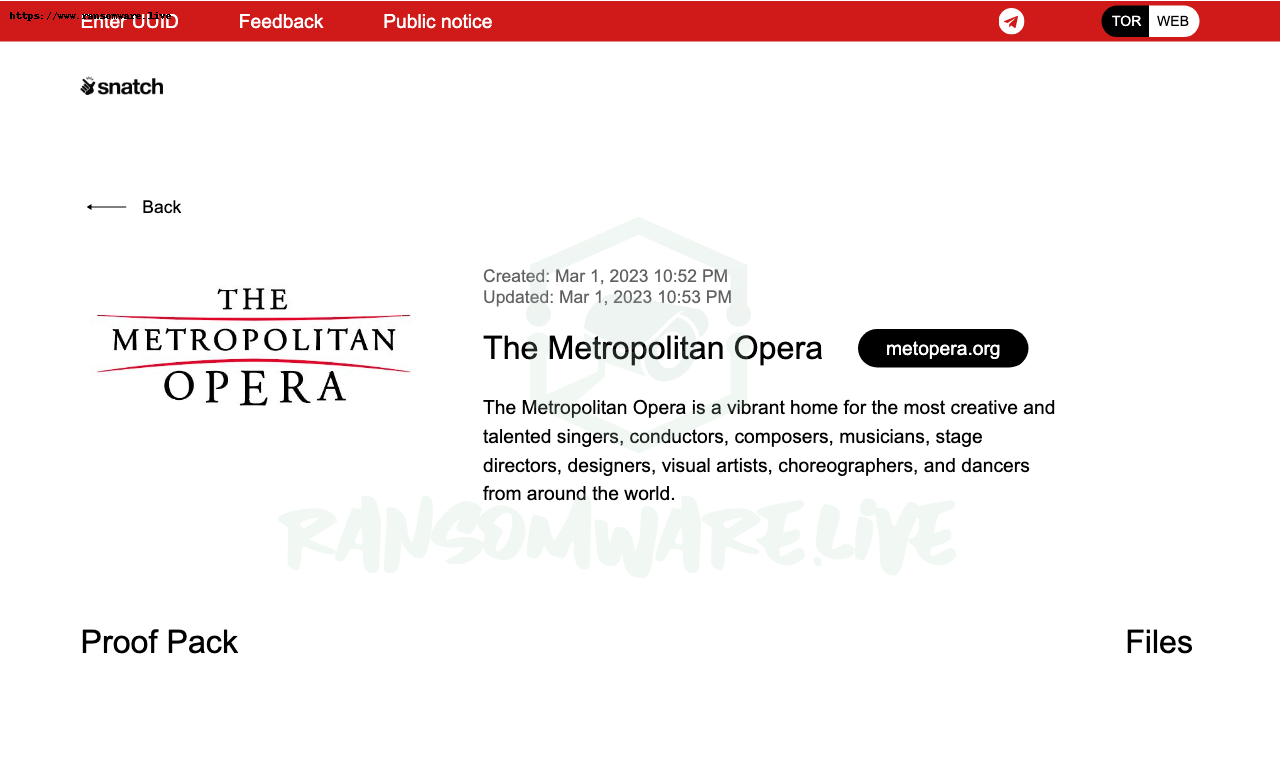 https://www.ransomware.live
Enter UUID Feedback Public notice TOR WEB
snatch
Back
Created: Mar 1, 2023 10:52 PM
Updated: Mar 1, 2023 10:53 PM
THE
METROPOLITAN
OPERA
The Metropolitan Opera metopera.org
The Metropolitan Opera is a vibrant home for the most creative and
talented singers, conductors, composers, musicians, stage
directors, designers, visual artists, choreographers, and dancers
from around the world.
RANSOMWARE.LIVE
Proof Pack Files